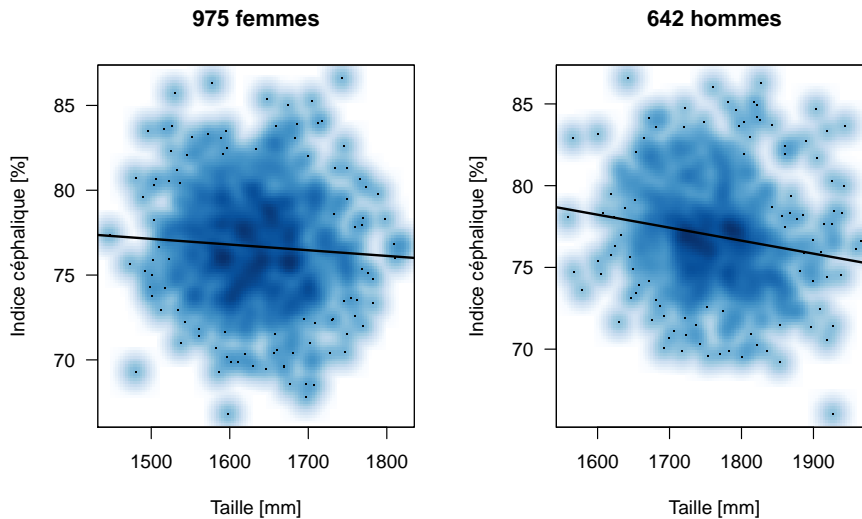 975 femmes
Indice céphalique [%]
85
80
75
70
1500
1600
1700
1800
Taille [mm]
642 hommes
Indice céphalique [%]
85
80
75
70
1600
1700
1800
1900
Taille [mm]